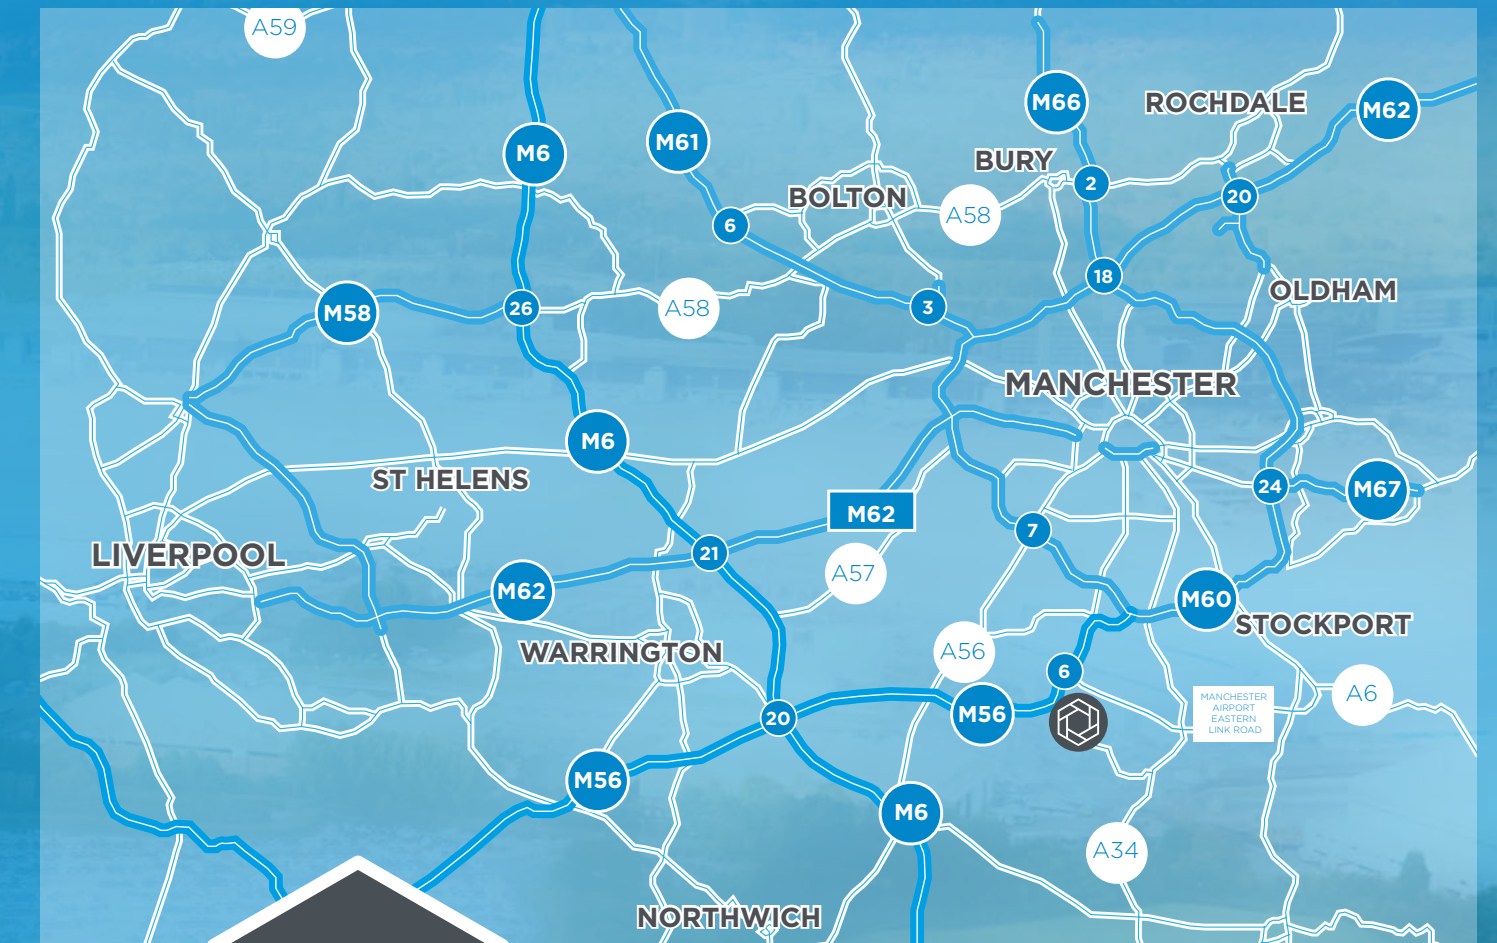 A59
M66
ROCHDALE
M62
M6
M61
BURY
2
20
BOLTON
A58
6
18
OLDHAM
M58
26
A58
3
MANCHESTER
M6
ST HELENS
24
M67
M62
7
LIVERPOOL
21
A57
M62
M60
STOCKPORT
WARRINGTON
A56
6
A6
MANCHESTER
AIRPORT
EASTERN
LINK ROAD
20
M56
M56
M6
A34
NORTHWICH